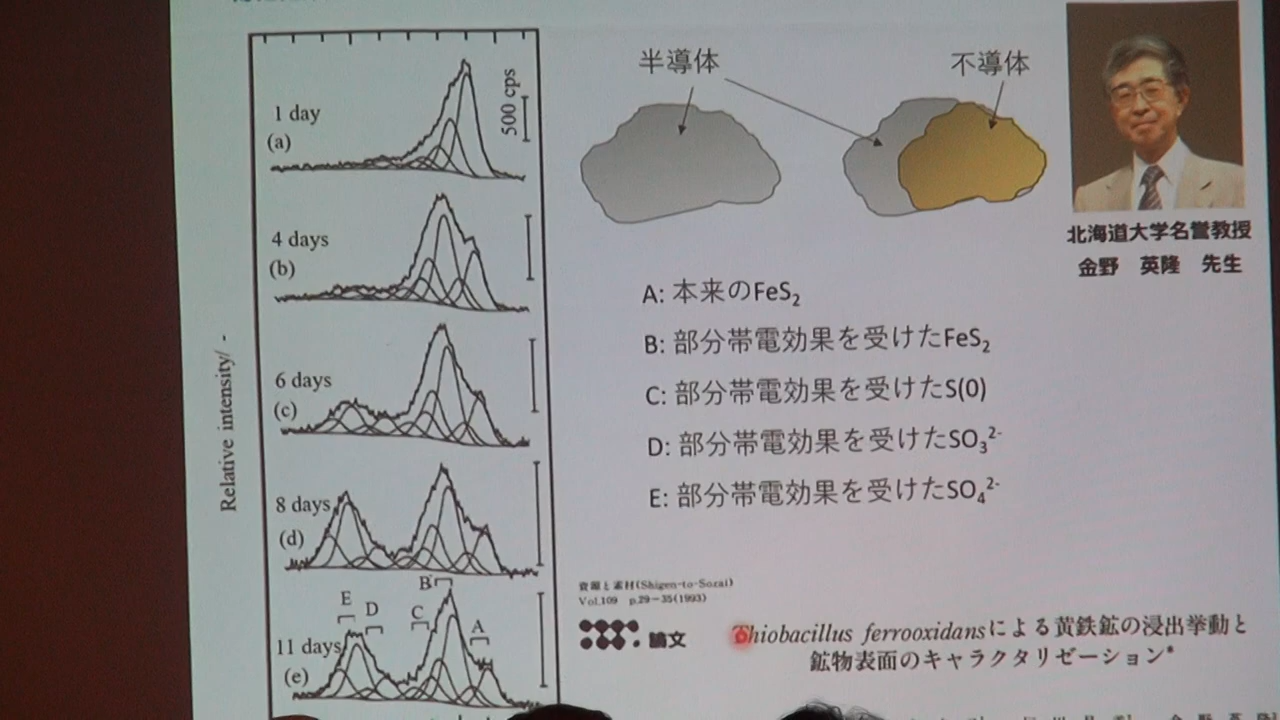 1 day
(a)
500 cps
4 days
(b)
6 days
(c)
8 days
(d)
11 days
(e)
E
D
C
B
A
Relative intensity/ -
半導体
不導体
北海道大学名誉教授
金野 英隆 先生
A: 本来のFeS₂
B: 部分帯電効果を受けたFeS₂
C: 部分帯電効果を受けたS(0)
D: 部分帯電効果を受けたSO₃²⁻
E: 部分帯電効果を受けたSO₄²⁻
資源と素材(Shigen-to-Sozai)
Vol.109 p.29−35(1993)
論文
Thiobacillus ferrooxidansによる黄鉄鉱の浸出挙動と
鉱物表面のキャラクタリゼーション*